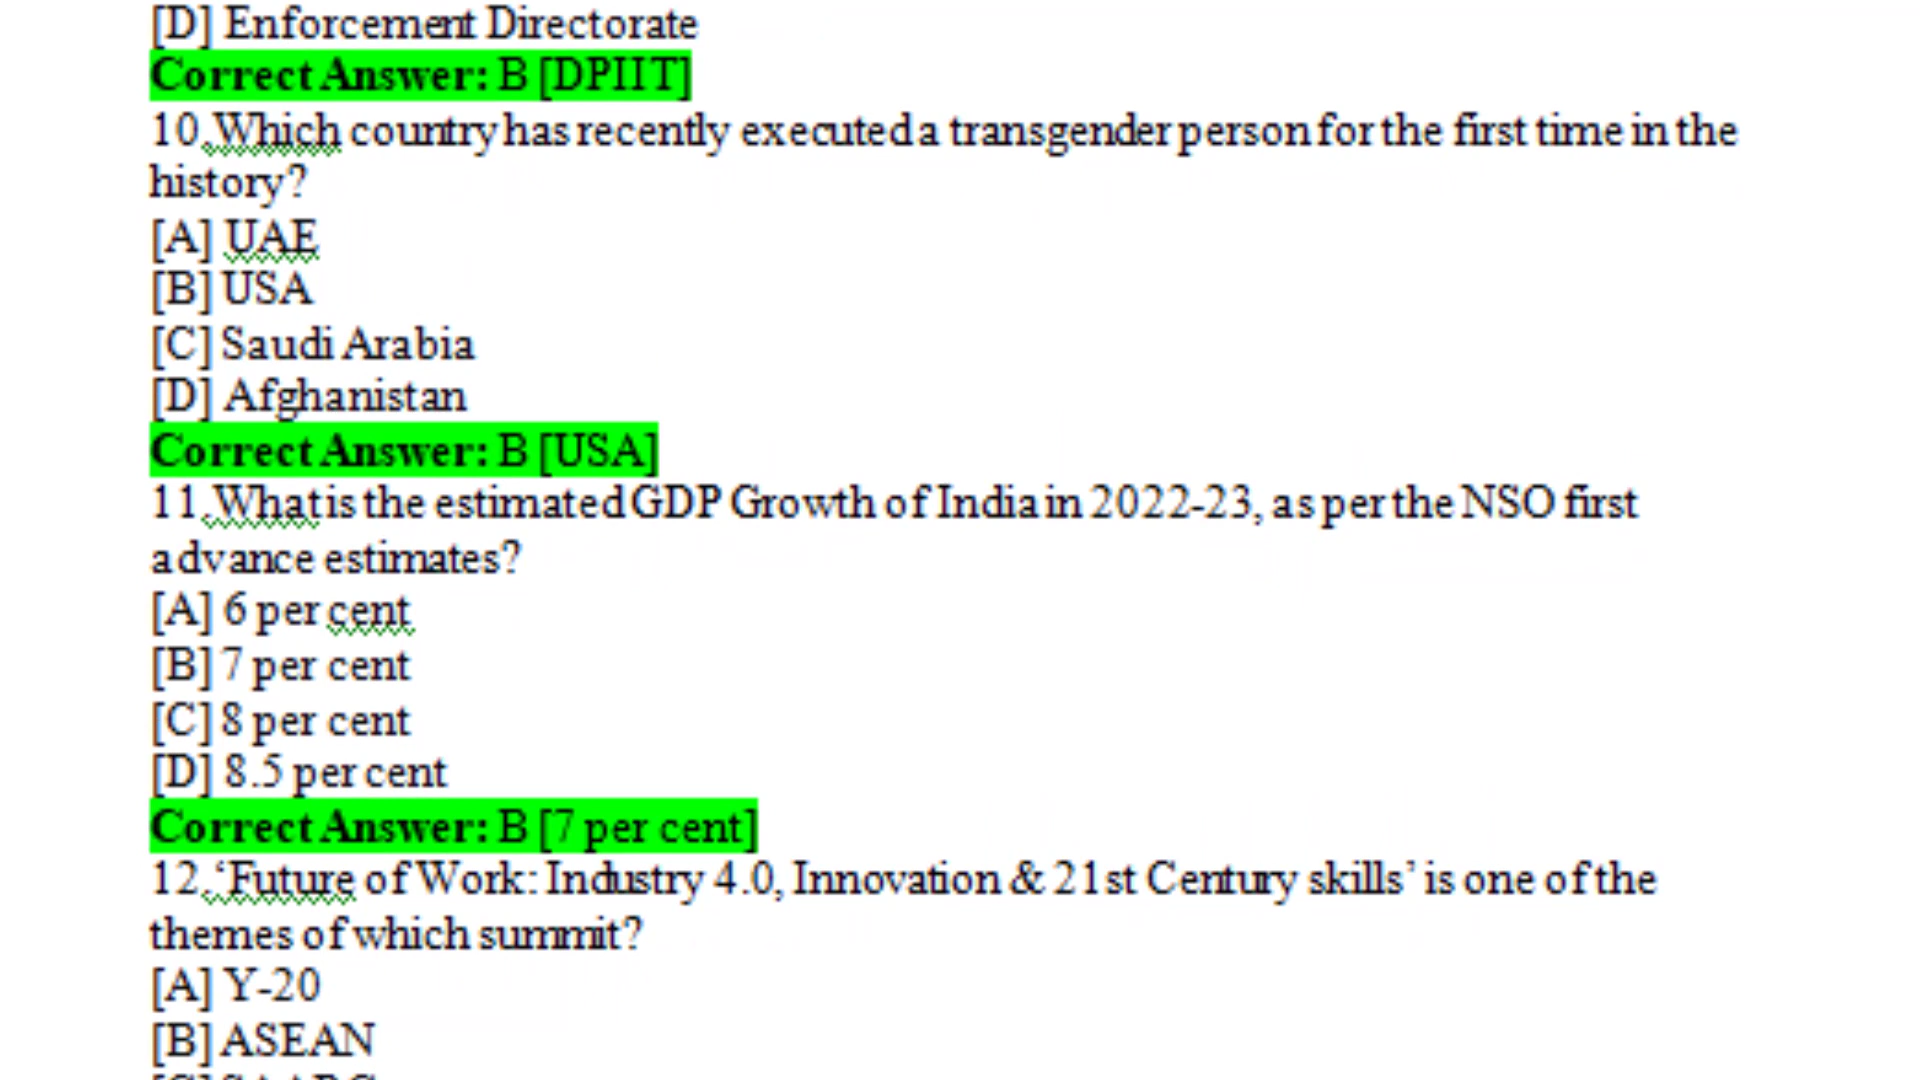 [D] Enforcement Directorate
Correct Answer: B [DPIIT]
10.Which country has recently executed a transgender person for the first time in the
history?
[A] UAE
[B] USA
[C] Saudi Arabia
[D] Afghanistan
Correct Answer: B [USA]
11.What is the estimated GDP Growth of India in 2022-23, as per the NSO first
advance estimates?
[A] 6 per cent
[B] 7 per cent
[C] 8 per cent
[D] 8.5 per cent
Correct Answer: B [7 per cent]
12.‘Future of Work: Industry 4.0, Innovation & 21st Century skills’ is one of the
themes of which summit?
[A] Y-20
[B] ASEAN
[C] SAARC